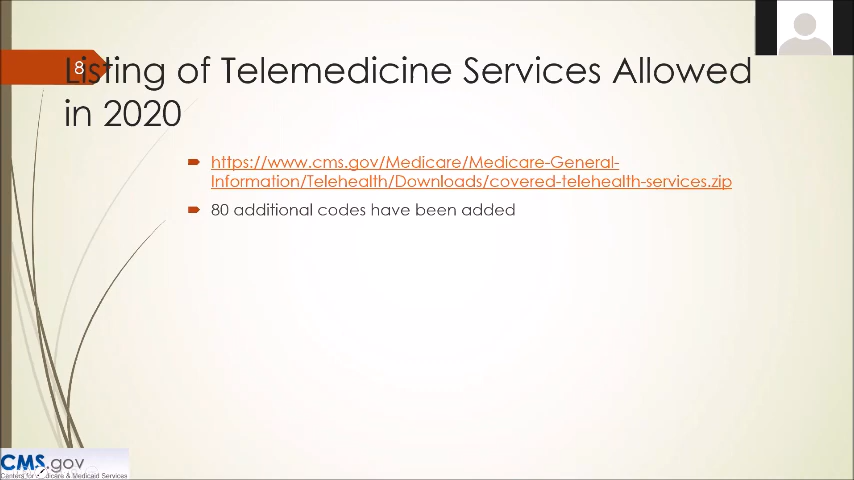 8
Listing of Telemedicine Services Allowed
in 2020
https://www.cms.gov/Medicare/Medicare-General-
Information/Telehealth/Downloads/covered-telehealth-services.zip
80 additional codes have been added
CMS.gov
Centers for Medicare & Medicaid Services